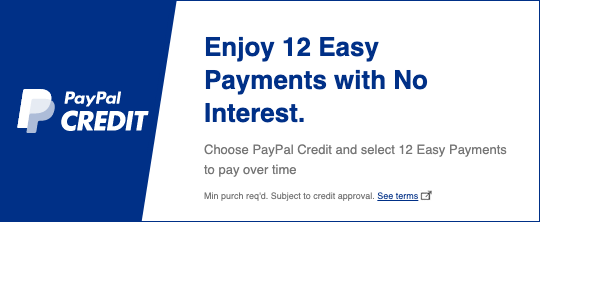 PayPal
CREDIT
Enjoy 12 Easy
Payments with No
Interest.
Choose PayPal Credit and select 12 Easy Payments
to pay over time
Min purch req'd. Subject to credit approval. See terms